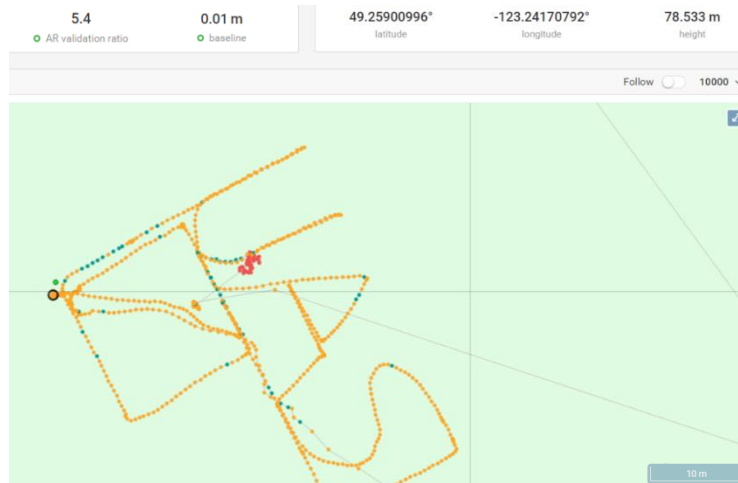 5.4 0.01 m 49.25900996° -123.24170792° 78.533 m
AR validation ratio baseline latitude longitude height
Follow 10000
10 m